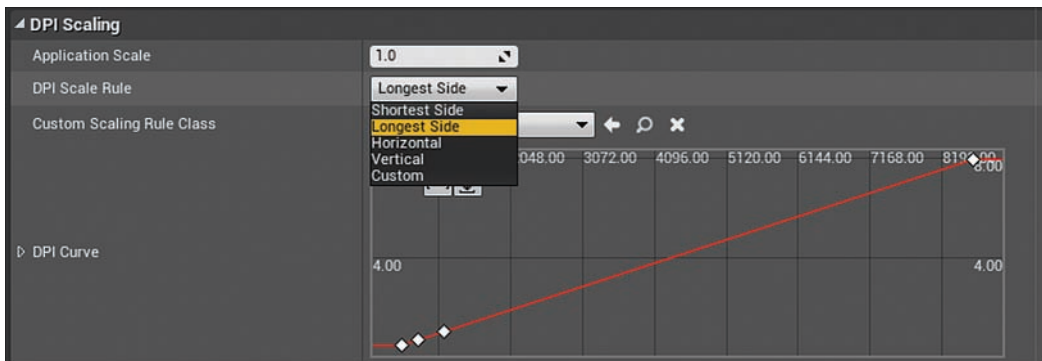 DPI Scaling
Application Scale
1.0
DPI Scale Rule
Longest Side
Shortest Side
Longest Side
Horizontal
Vertical
Custom
Custom Scaling Rule Class
048.00 3072.00 4096.00 5120.00 6144.00 7168.00
8.00
DPI Curve
4.00 4.00